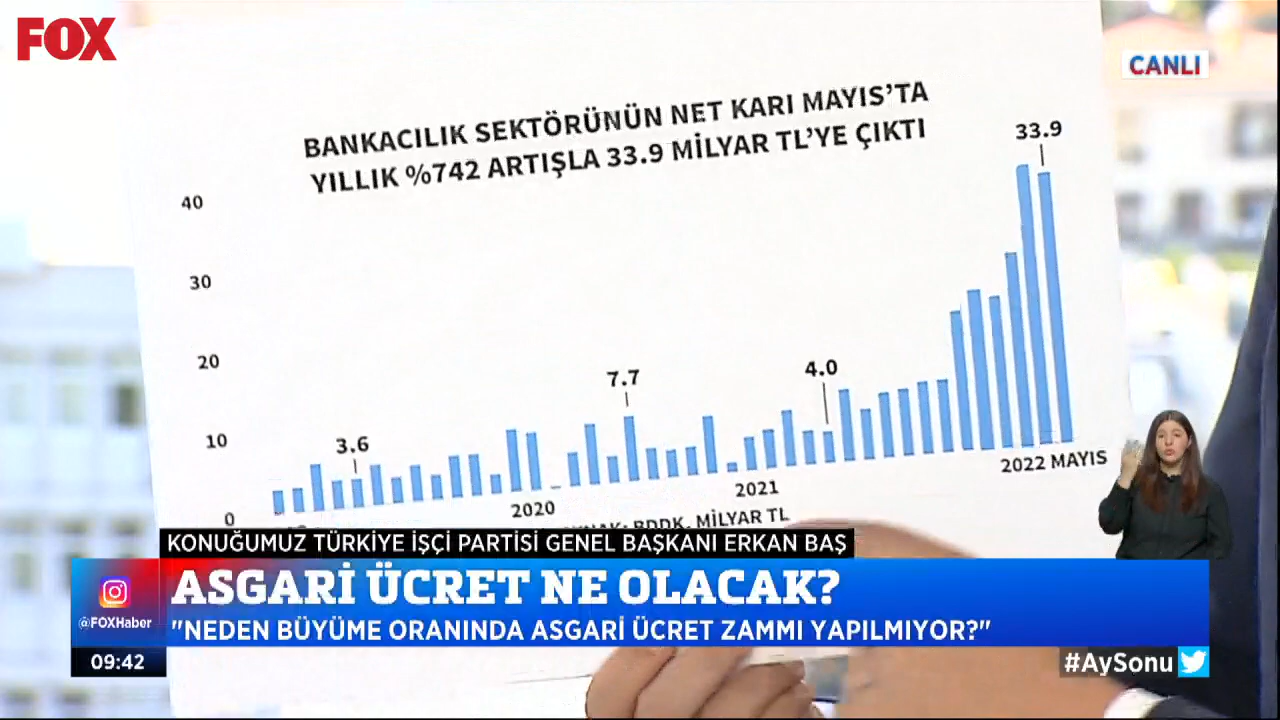 FOX
CANLI
BANKACILIK SEKTÖRÜNÜN NET KARI MAYIS'TA
YILLIK %742 ARTIŞLA 33.9 MİLYAR TL'YE ÇIKTI
33.9
40
30
20
7.7
4.0
10
3.6
0
2020
2021
2022 MAYIS
BDDK, MİLYAR TL
KONUĞUMUZ TÜRKİYE İŞÇİ PARTİSİ GENEL BAŞKANI ERKAN BAŞ
ASGARİ ÜCRET NE OLACAK?
@FOXHaber
"NEDEN BÜYÜME ORANINDA ASGARİ ÜCRET ZAMMI YAPILMIYOR?"
09:42
#AySonu